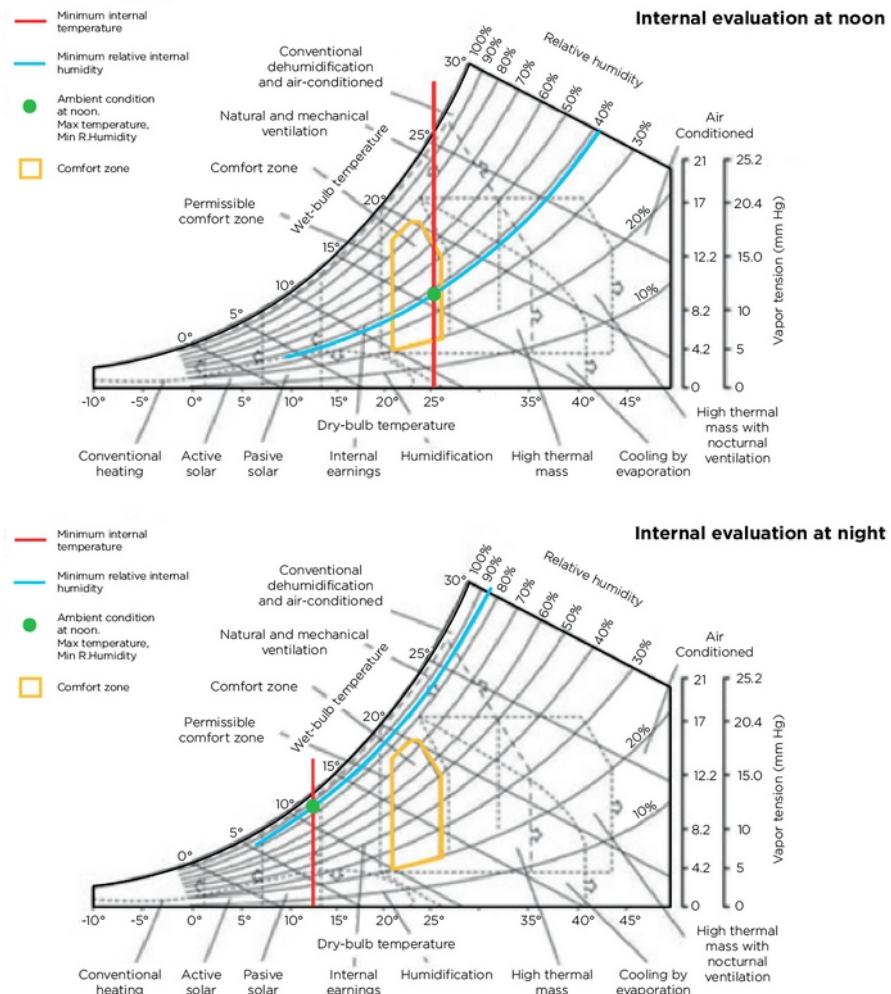 Internal evaluation at noon
Minimum internal
temperature
Minimum relative internal
humidity
Ambient condition
at noon.
Max temperature,
Min R.Humidity
Comfort zone
Conventional
dehumidification
and air-conditioned
Natural and mechanical
ventilation
Comfort zone
Permissible
comfort zone
Wet-bulb temperature
0°
5°
10°
15°
20°
25°
30°
100%
90%
80%
70%
60%
50%
40%
30%
20%
10%
Relative humidity
Air
Conditioned
21
17
12.2
8.2
4.2
0
25.2
20.4
15.0
10
5
0
Vapor tension (mm Hg)
-10°
-5°
0°
5°
10°
15°
20°
25°
35°
40°
45°
Dry-bulb temperature
Conventional
heating
Active
solar
Pasive
solar
Internal
earnings
Humidification
High thermal
mass
Cooling by
evaporation
High thermal
mass with
nocturnal
ventilation
Internal evaluation at night
Minimum internal
temperature
Minimum relative internal
humidity
Ambient condition
at noon.
Max temperature,
Min R.Humidity
Comfort zone
Conventional
dehumidification
and air-conditioned
Natural and mechanical
ventilation
Comfort zone
Permissible
comfort zone
Wet-bulb temperature
0°
5°
10°
15°
20°
25°
30°
100%
90%
80%
70%
60%
50%
40%
30%
20%
10%
Relative humidity
Air
Conditioned
21
17
12.2
8.2
4.2
0
25.2
20.4
15.0
10
5
0
Vapor tension (mm Hg)
-10°
-5°
0°
5°
10°
15°
20°
25°
35°
40°
45°
Dry-bulb temperature
Conventional
heating
Active
solar
Pasive
solar
Internal
earnings
Humidification
High thermal
mass
Cooling by
evaporation
High thermal
mass with
nocturnal
ventilation